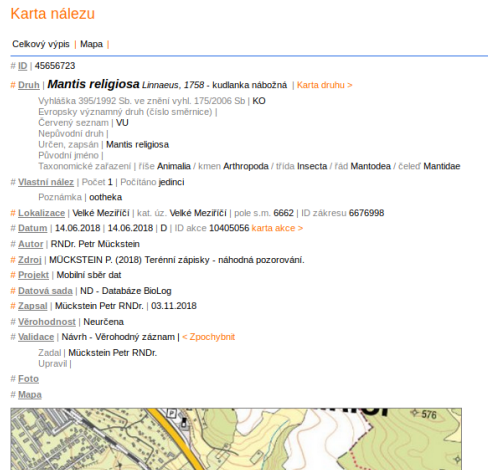 Karta nálezu
Celkový výpis | Mapa |
# ID | 45656723
# Druh | Mantis religiosa Linnaeus, 1758 - kudlanka nábožná | Karta druhu >
Vyhláška 395/1992 Sb. ve znění vyhl. 175/2006 Sb | KO
Evropsky významný druh (číslo směrnice) |
Červený seznam | VU
Nepůvodní druh |
Určen, zapsán | Mantis religiosa
Původní jméno |
Taxonomické zařazení | říše Animalia / kmen Arthropoda / třída Insecta / řád Mantodea / čeleď Mantidae
# Vlastní nález | Počet 1 | Počítáno jedinci
Poznámka | ootheka
# Lokalizace | Velké Meziříčí | kat. úz. Velké Meziříčí | pole s.m. 6662 | ID zákresu 6676998
# Datum | 14.06.2018 | 14.06.2018 | D | ID akce 10405056 karta akce >
# Autor | RNDr. Petr Mückstein
# Zdroj | MÜCKSTEIN P. (2018) Terénní zápisky - náhodná pozorování.
# Projekt | Mobilní sběr dat
# Datová sada | ND - Databáze BioLog
# Zapsal | Mückstein Petr RNDr. | 03.11.2018
# Věrohodnost | Neurčena
# Validace | Návrh - Věrohodný záznam | < Zpochybnit
Zadal | Mückstein Petr RNDr.
Upravil |
# Foto
# Mapa
576